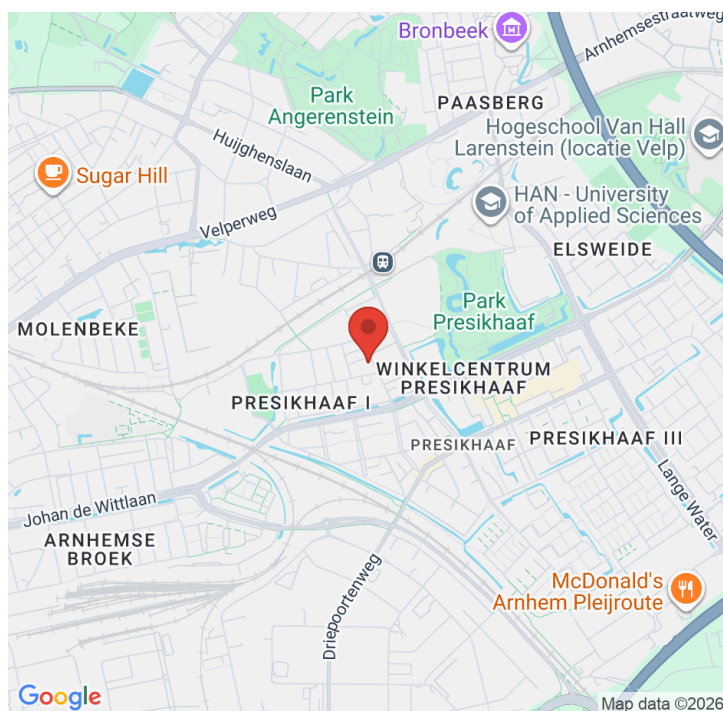 Bronbeek
Arnhemsestraatweg
Park
Angerenstein
PAASBERG
Huijghenslaan
Hogeschool Van Hall
Larenstein (locatie Velp)
Sugar Hill
HAN - University
of Applied Sciences
Velperweg
ELSWEIDE
Park
Presikhaaf
MOLENBEKE
WINKELCENTRUM
PRESIKHAAF
PRESIKHAAF I
PRESIKHAAF
PRESIKHAAF III
Lange Water
Johan de Wittlaan
ARNHEMSE
BROEK
McDonald's
Arnhem Pleijroute
Driepoortenweg
Google
Map data ©2026